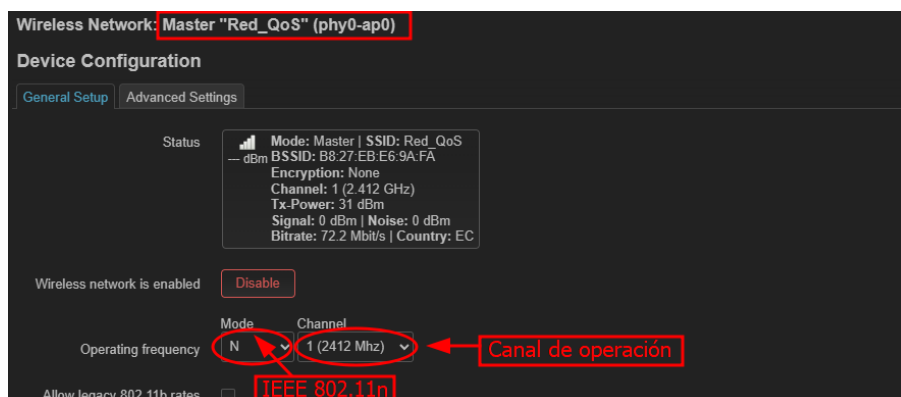 Wireless Network: Master "Red_QoS" (phy0-ap0)
Device Configuration
General Setup Advanced Settings
Status
Mode: Master | SSID: Red_QoS
--- dBm BSSID: B8:27:EB:E6:9A:FA
Encryption: None
Channel: 1 (2.412 GHz)
Tx-Power: 31 dBm
Signal: 0 dBm | Noise: 0 dBm
Bitrate: 72.2 Mbit/s | Country: EC
Wireless network is enabled Disable
Mode Channel
Operating frequency N 1 (2412 Mhz) Canal de operación
Allow legacy 802.11b rates IEEE 802.11n